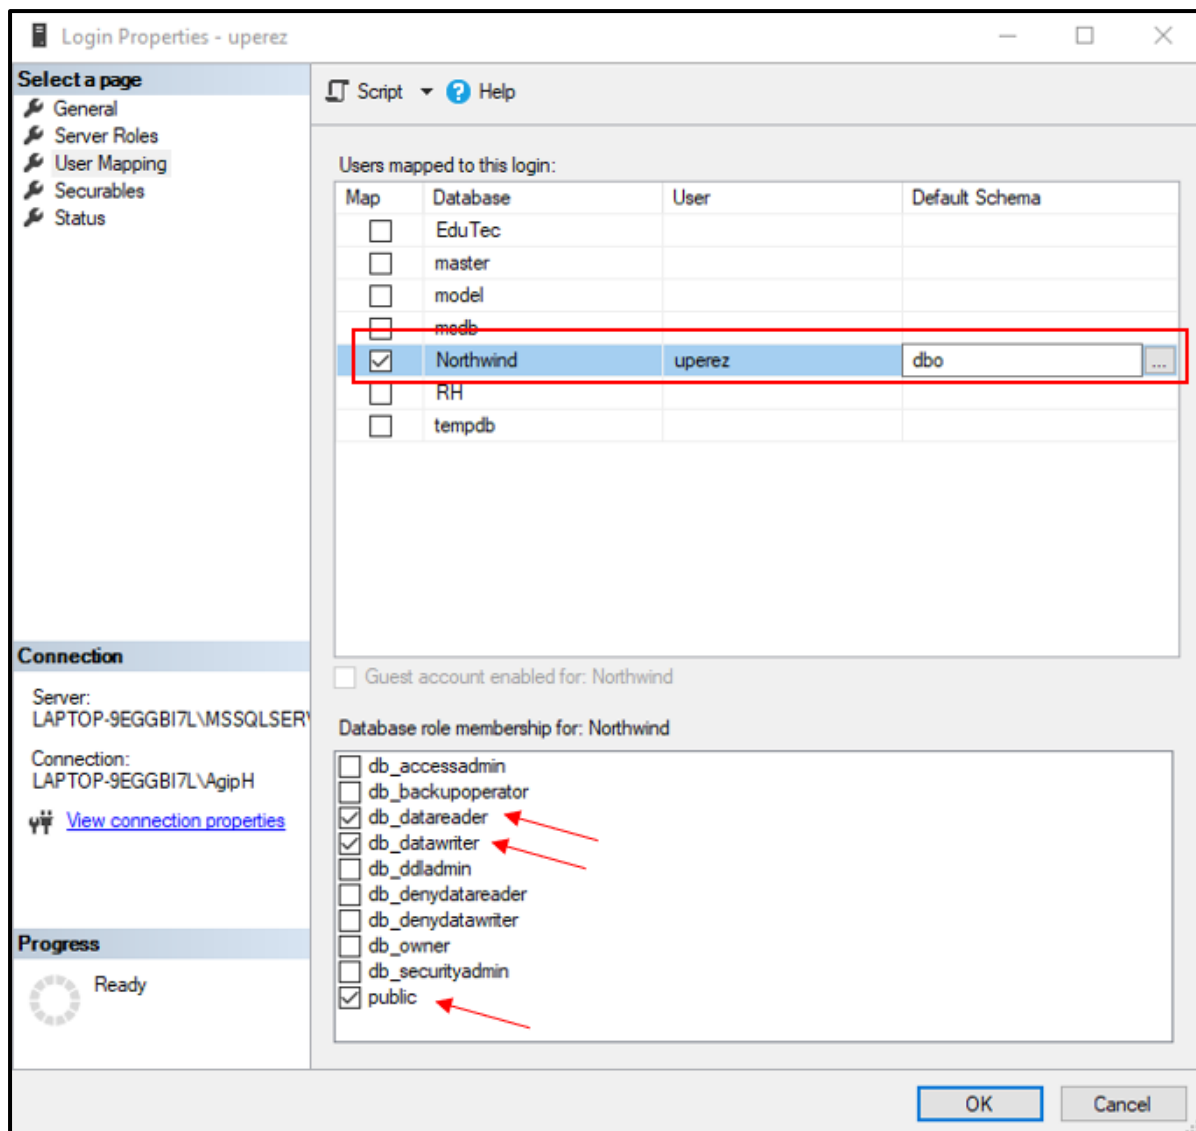 Login Properties - uperez
Select a page
General
Server Roles
User Mapping
Securables
Status
Script
Help
Users mapped to this login:
Map Database User Default Schema
EduTec
master
model
msdb
Northwind uperez dbo ...
RH
tempdb
Guest account enabled for: Northwind
Database role membership for: Northwind
db_accessadmin
db_backupoperator
db_datareader
db_datawriter
db_ddladmin
db_denydatareader
db_denydatawriter
db_owner
db_securityadmin
public
Connection
Server:
LAPTOP-9EGGBI7L\MSSQLSER
Connection:
LAPTOP-9EGGBI7L\AgipH
View connection properties
Progress
Ready
OK Cancel